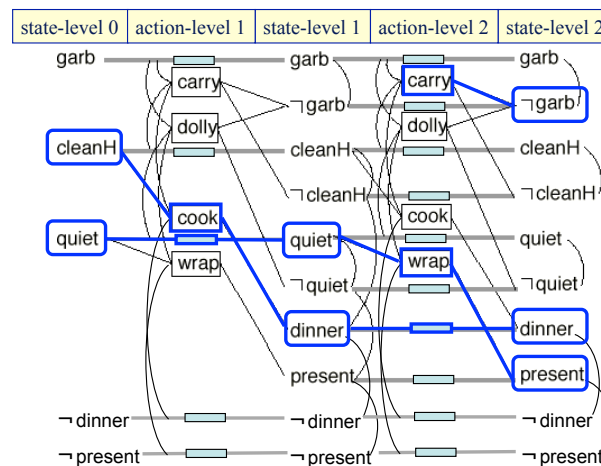 state-level 0 action-level 1 state-level 1 action-level 2 state-level 2
garb garb garb
carry carry
¬garb ¬garb
dolly dolly
cleanH cleanH cleanH
¬cleanH ¬cleanH
cook cook
quiet quiet quiet
wrap wrap
¬quiet ¬quiet
dinner dinner
present present
¬ dinner ¬ dinner ¬ dinner
¬ present ¬ present ¬ present